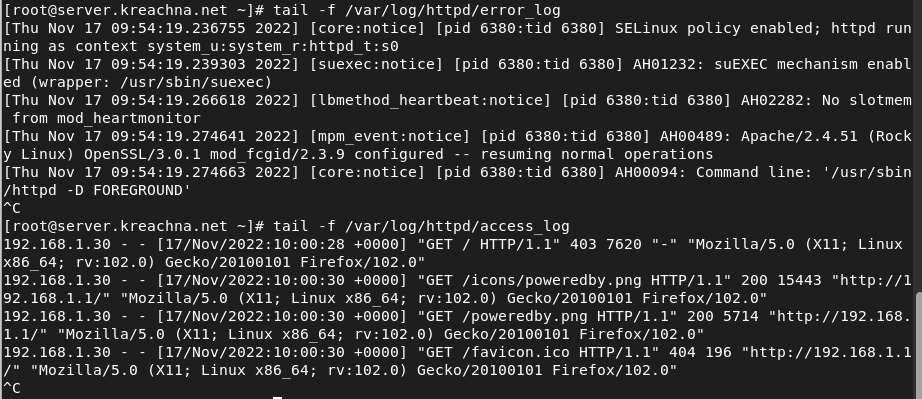 [root@server.kreachna.net ~]# tail -f /var/log/httpd/error_log
[Thu Nov 17 09:54:19.236755 2022] [core:notice] [pid 6380:tid 6380] SELinux policy enabled; httpd run
ning as context system_u:system_r:httpd_t:s0
[Thu Nov 17 09:54:19.239303 2022] [suexec:notice] [pid 6380:tid 6380] AH01232: suEXEC mechanism enabl
ed (wrapper: /usr/sbin/suexec)
[Thu Nov 17 09:54:19.266618 2022] [lbmethod_heartbeat:notice] [pid 6380:tid 6380] AH02282: No slotmem
 from mod_heartmonitor
[Thu Nov 17 09:54:19.274641 2022] [mpm_event:notice] [pid 6380:tid 6380] AH00489: Apache/2.4.51 (Rock
y Linux) OpenSSL/3.0.1 mod_fcgid/2.3.9 configured -- resuming normal operations
[Thu Nov 17 09:54:19.274663 2022] [core:notice] [pid 6380:tid 6380] AH00094: Command line: '/usr/sbin
/httpd -D FOREGROUND'
^C
[root@server.kreachna.net ~]# tail -f /var/log/httpd/access_log
192.168.1.30 - - [17/Nov/2022:10:00:28 +0000] "GET / HTTP/1.1" 403 7620 "-" "Mozilla/5.0 (X11; Linux
x86_64; rv:102.0) Gecko/20100101 Firefox/102.0"
192.168.1.30 - - [17/Nov/2022:10:00:30 +0000] "GET /icons/poweredby.png HTTP/1.1" 200 15443 "http://1
92.168.1.1/" "Mozilla/5.0 (X11; Linux x86_64; rv:102.0) Gecko/20100101 Firefox/102.0"
192.168.1.30 - - [17/Nov/2022:10:00:30 +0000] "GET /poweredby.png HTTP/1.1" 200 5714 "http://192.168.
1.1/" "Mozilla/5.0 (X11; Linux x86_64; rv:102.0) Gecko/20100101 Firefox/102.0"
192.168.1.30 - - [17/Nov/2022:10:00:30 +0000] "GET /favicon.ico HTTP/1.1" 404 196 "http://192.168.1.1
/" "Mozilla/5.0 (X11; Linux x86_64; rv:102.0) Gecko/20100101 Firefox/102.0"
^C